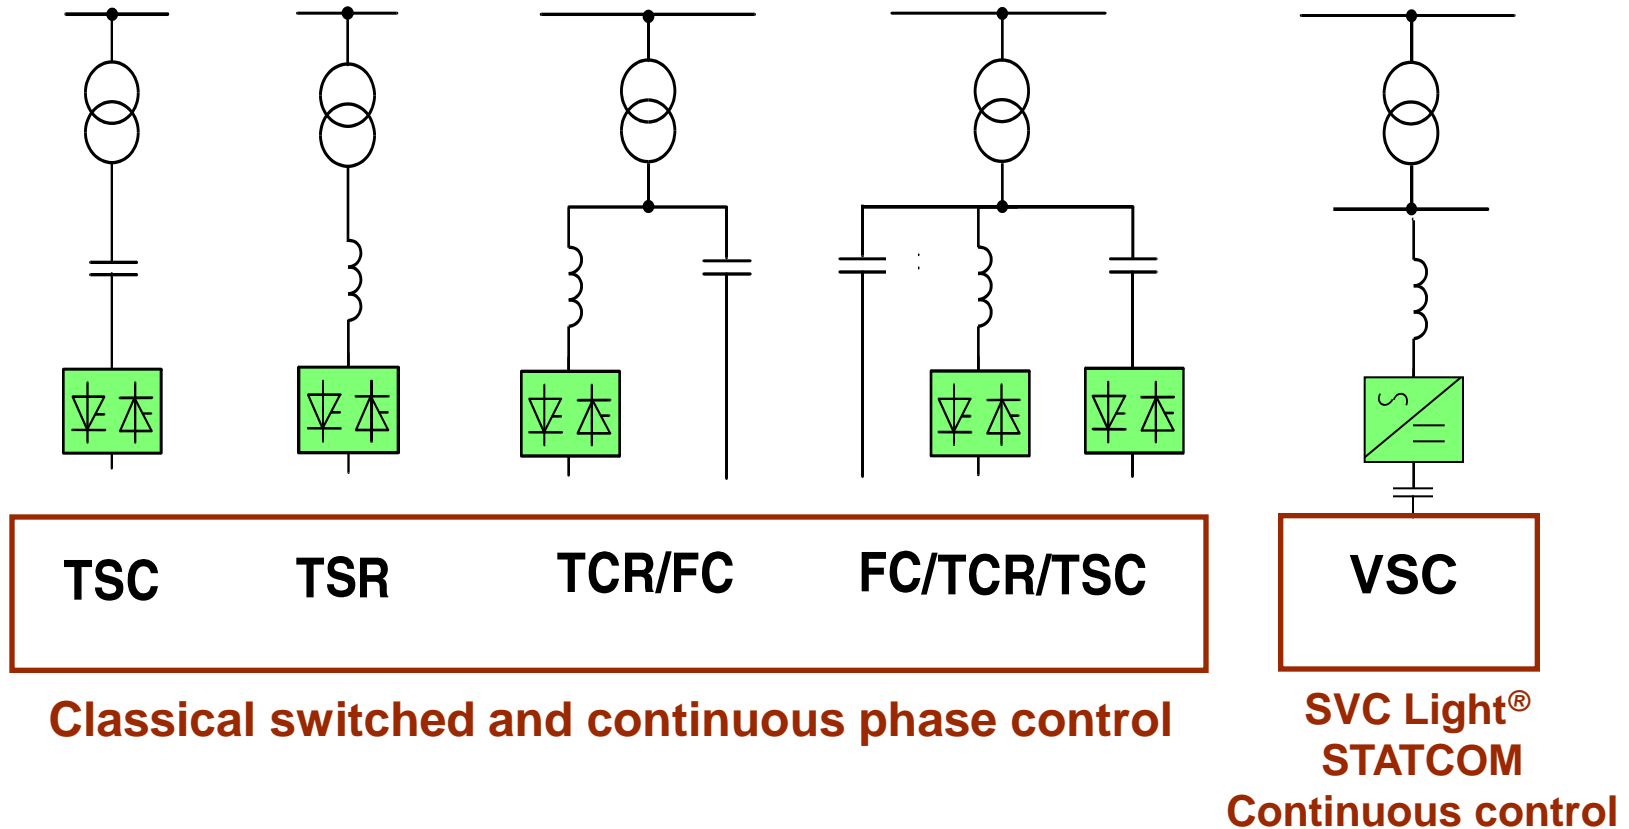 TSC
TSR
TCR/FC
FC/TCR/TSC
VSC
Classical switched and continuous phase control
SVC Light®
STATCOM
Continuous control